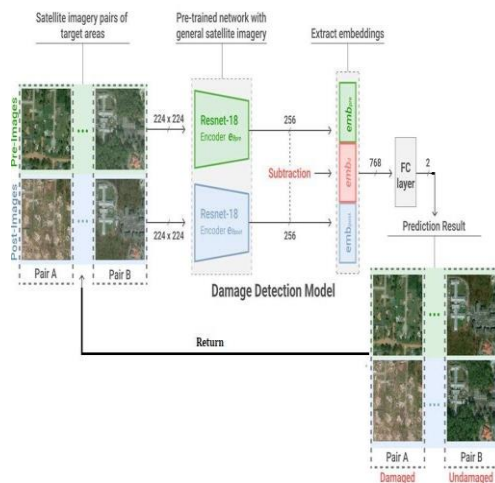 Satellite imagery pairs of
target areas
Pre-trained network with
general satellite imagery
Extract embeddings
Pre-Images
Post-Images
224 x 224
224 x 224
Resnet-18
Encoder
Resnet-18
Encoder
256
256
Subtraction
768
FC
layer
2
Prediction Result
Pair A
Pair B
Damage Detection Model
Return
Pair A
Pair B
Damaged
Undamaged